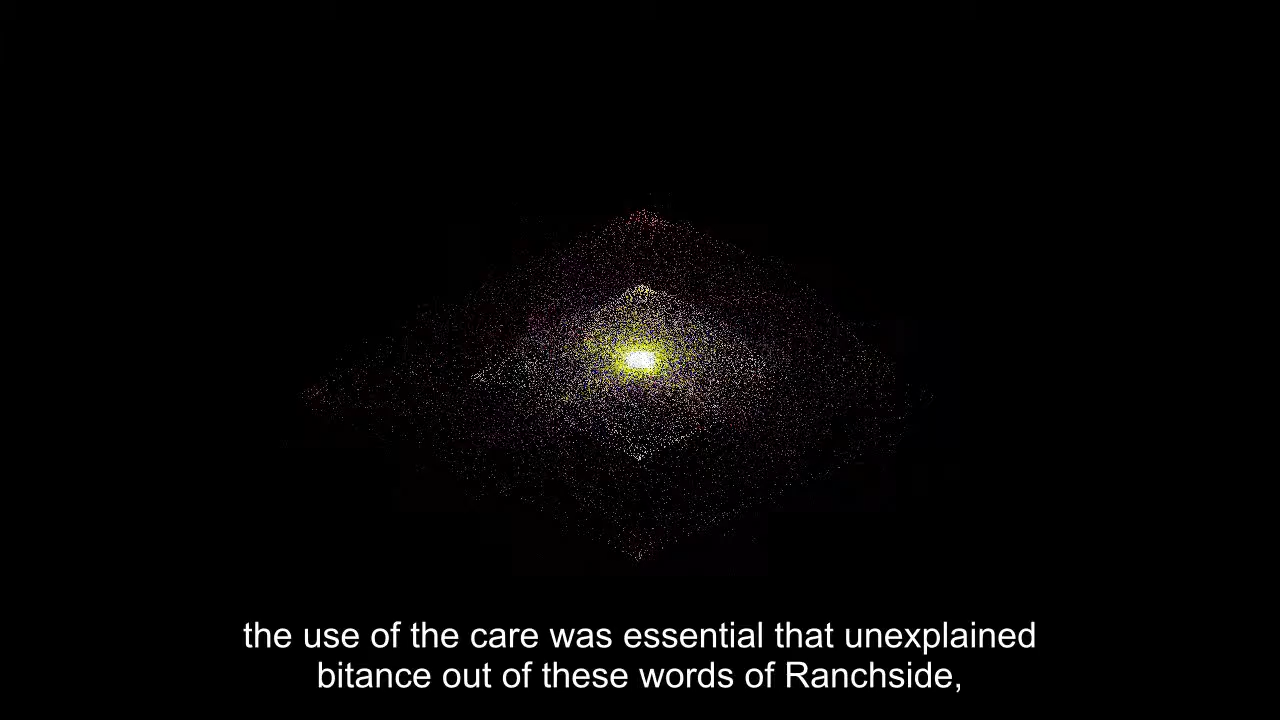 the use of the care was essential that unexplained
bitance out of these words of Ranchside,